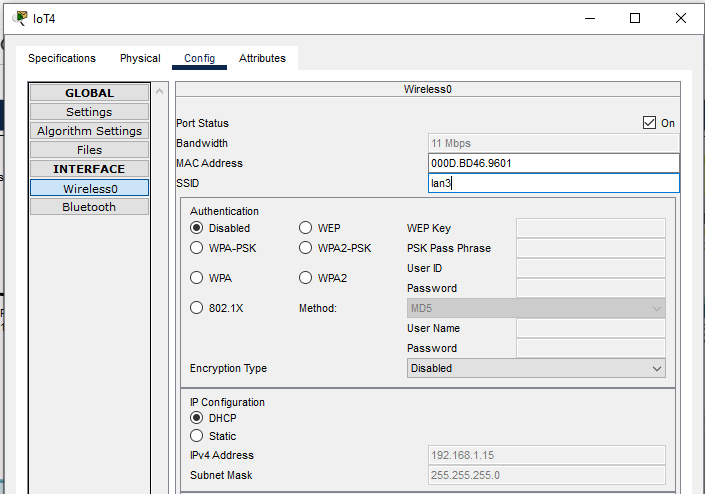 IoT4
Specifications Physical Config Attributes
GLOBAL
Settings
Algorithm Settings
Files
INTERFACE
Wireless0
Bluetooth
Wireless0
Port Status On
Bandwidth 11 Mbps
MAC Address 000D.BD46.9601
SSID lan3
Authentication
Disabled WEP WEP Key
WPA-PSK WPA2-PSK PSK Pass Phrase
User ID
WPA WPA2 Password
802.1X Method: MD5
User Name
Password
Encryption Type Disabled
IP Configuration
DHCP
Static
IPv4 Address 192.168.1.15
Subnet Mask 255.255.255.0